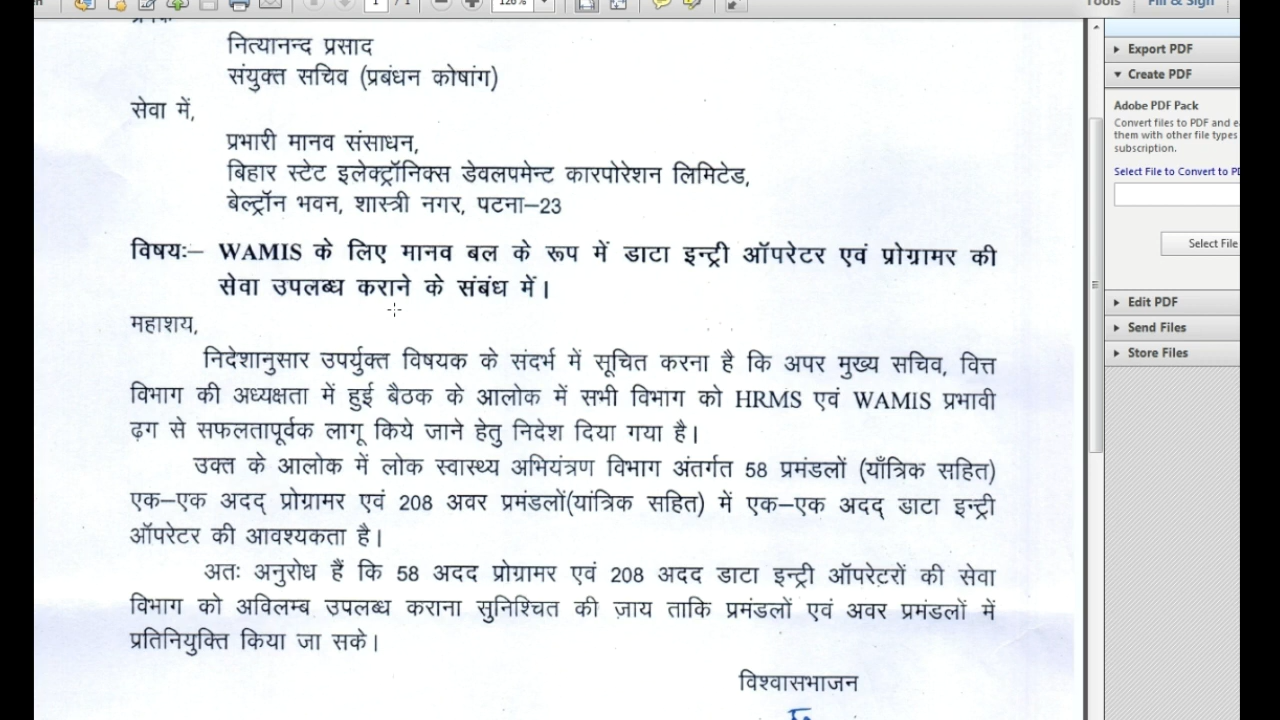 1 / 1
126%
Tools
Fill & Sign
नित्यानन्द प्रसाद
संयुक्त सचिव (प्रबंधन कोषांग)
सेवा में,
प्रभारी मानव संसाधन,
बिहार स्टेट इलेक्ट्रॉनिक्स डेवलपमेन्ट कारपोरेशन लिमिटेड,
बेल्ट्रॉन भवन, शास्त्री नगर, पटना–23
विषयः– WAMIS के लिए मानव बल के रूप में डाटा इन्ट्री ऑपरेटर एवं प्रोग्रामर की
सेवा उपलब्ध कराने के संबंध में।
महाशय,
निदेशानुसार उपर्युक्त विषयक के संदर्भ में सूचित करना है कि अपर मुख्य सचिव, वित्त
विभाग की अध्यक्षता में हुई बैठक के आलोक में सभी विभाग को HRMS एवं WAMIS प्रभावी
ढ़ग से सफलतापूर्वक लागू किये जाने हेतु निदेश दिया गया है।
उक्त के आलोक में लोक स्वास्थ्य अभियंत्रण विभाग अंतर्गत 58 प्रमंडलों (याँत्रिक सहित)
एक–एक अदद् प्रोग्रामर एवं 208 अवर प्रमंडलों(यांत्रिक सहित) में एक–एक अदद् डाटा इन्ट्री
ऑपरेटर की आवश्यकता है।
अतः अनुरोध हैं कि 58 अदद प्रोग्रामर एवं 208 अदद डाटा इन्ट्री ऑपरेटरों की सेवा
विभाग को अविलम्ब उपलब्ध कराना सुनिश्चित की ज़ाय ताकि प्रमंडलों एवं अवर प्रमंडलों में
प्रतिनियुक्ति किया जा सके।
विश्वासभाजन
Export PDF
Create PDF
Adobe PDF Pack
Convert files to PDF and e
them with other file types
subscription.
Select File to Convert to PD
Select File
Edit PDF
Send Files
Store Files